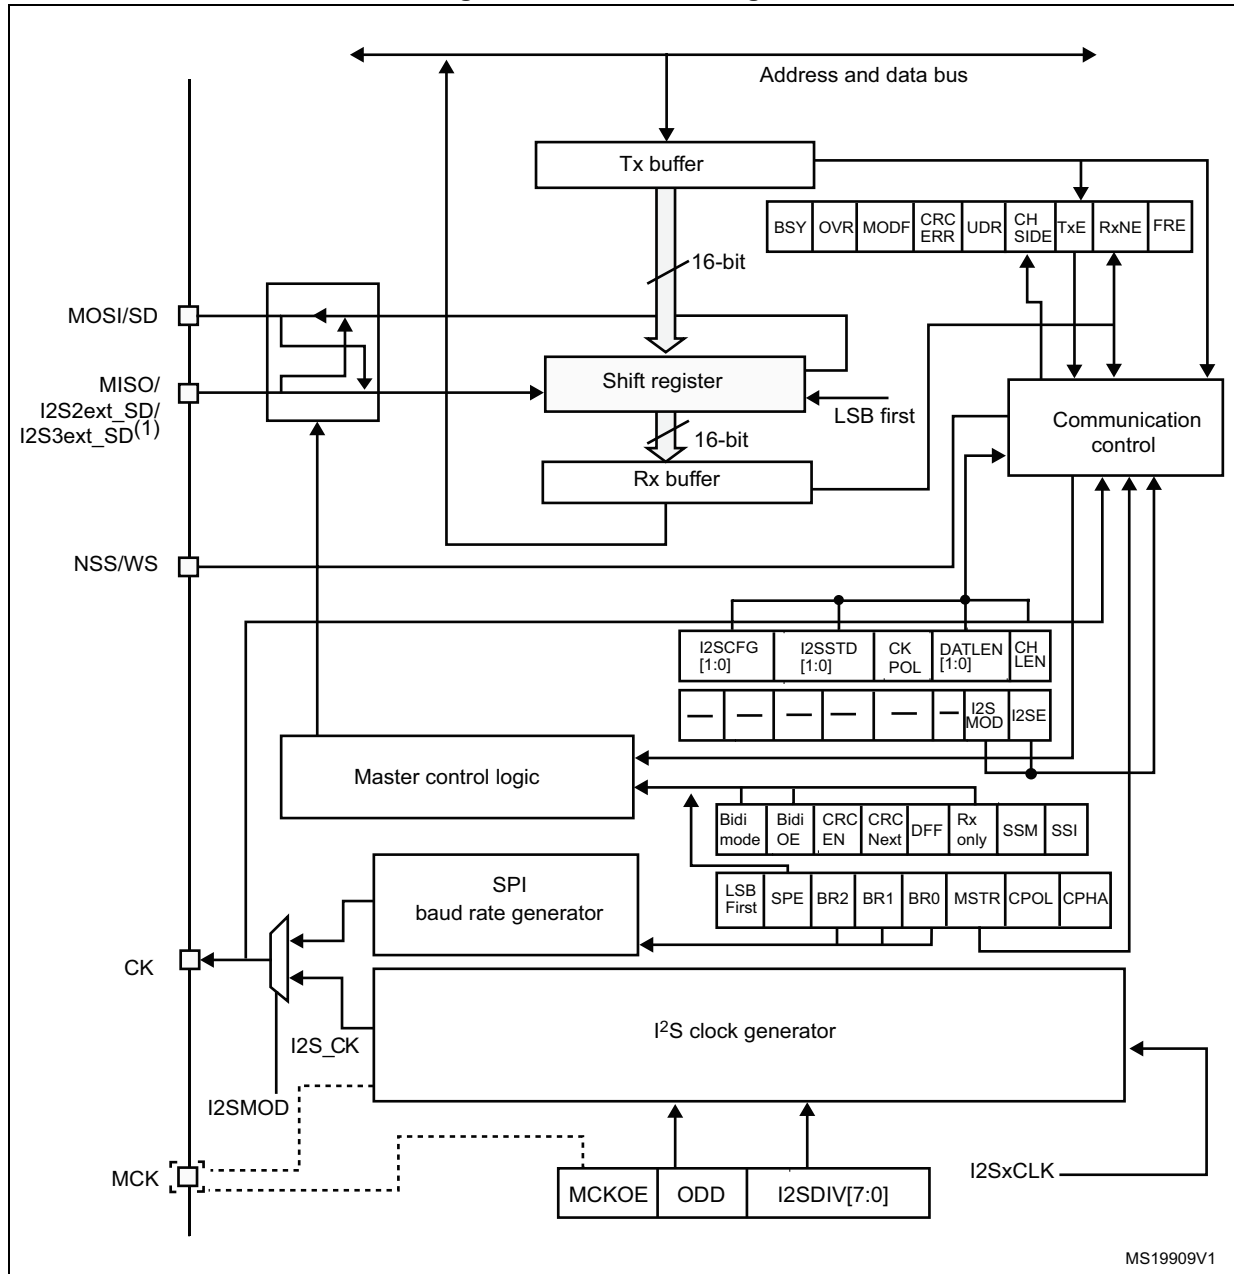 Address and data bus
Tx buffer
BSY OVR MODF CRC ERR UDR CH SIDE TxE RxNE FRE
16-bit
MOSI/SD
MISO/
I2S2ext_SD/
I2S3ext_SD(1)
Shift register
LSB first
Communication
control
16-bit
Rx buffer
NSS/WS
I2SCFG [1:0] I2SSTD [1:0] CK POL DATLEN [1:0] CH LEN
— — — — — — I2S MOD I2SE
Master control logic
Bidi mode Bidi OE CRC EN CRC Next DFF Rx only SSM SSI
SPI
baud rate generator
LSB First SPE BR2 BR1 BR0 MSTR CPOL CPHA
CK
I2S clock generator
I2S_CK
I2SMOD
MCK
MCKOE ODD I2SDIV[7:0]
I2SxCLK
MS19909V1